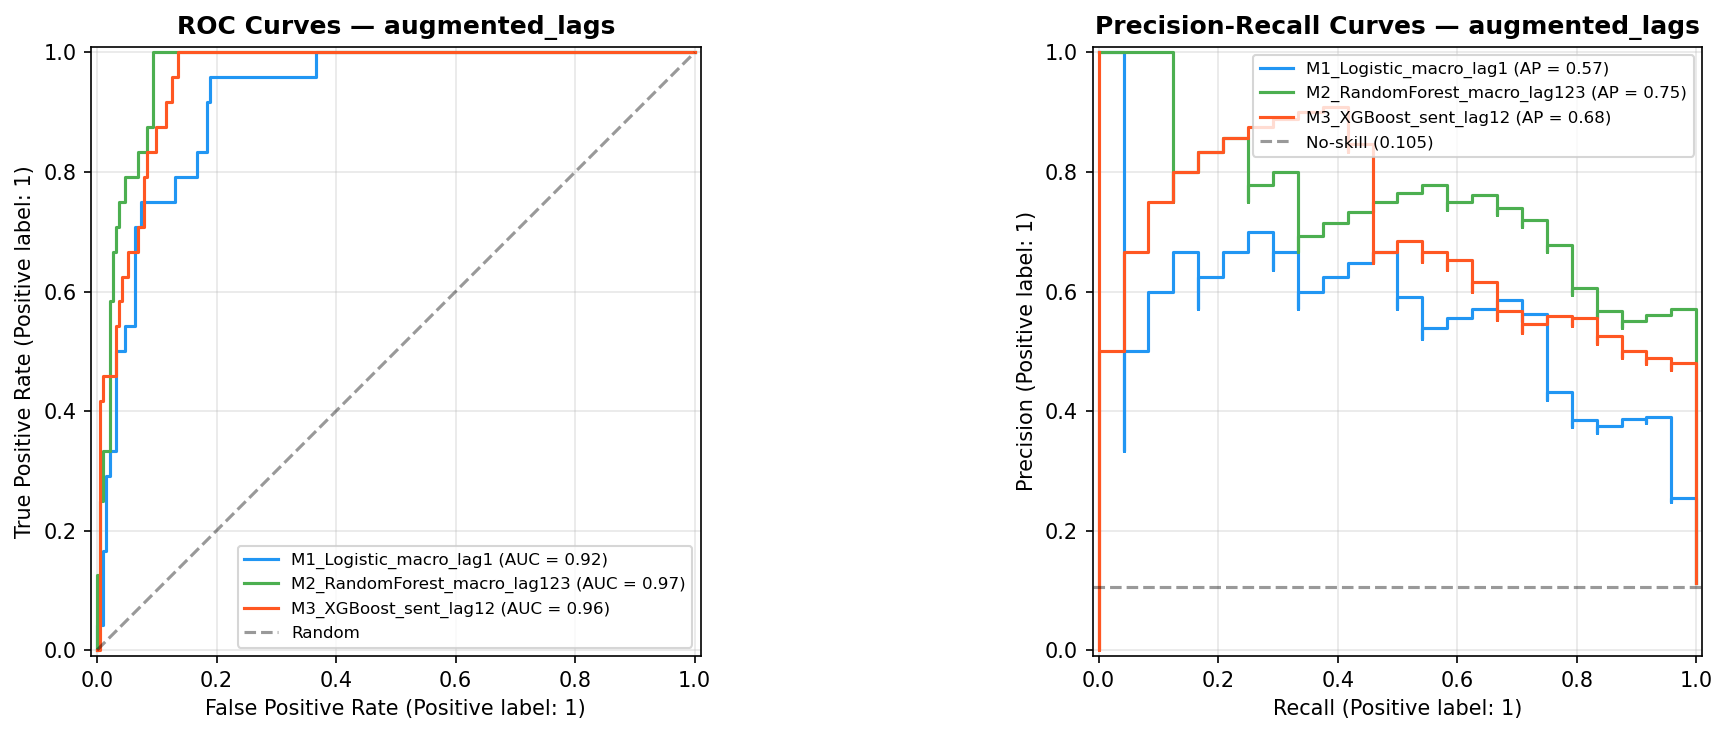 ROC Curves — augmented_lags
1.0
0.8
0.6
0.4
0.2
0.0
True Positive Rate (Positive label: 1)
M1_Logistic_macro_lag1 (AUC = 0.92)
M2_RandomForest_macro_lag123 (AUC = 0.97)
M3_XGBoost_sent_lag12 (AUC = 0.96)
Random
0.0 0.2 0.4 0.6 0.8 1.0
False Positive Rate (Positive label: 1)
Precision-Recall Curves — augmented_lags
1.0
0.8
0.6
0.4
0.2
0.0
Precision (Positive label: 1)
M1_Logistic_macro_lag1 (AP = 0.57)
M2_RandomForest_macro_lag123 (AP = 0.75)
M3_XGBoost_sent_lag12 (AP = 0.68)
No-skill (0.105)
0.0 0.2 0.4 0.6 0.8 1.0
Recall (Positive label: 1)